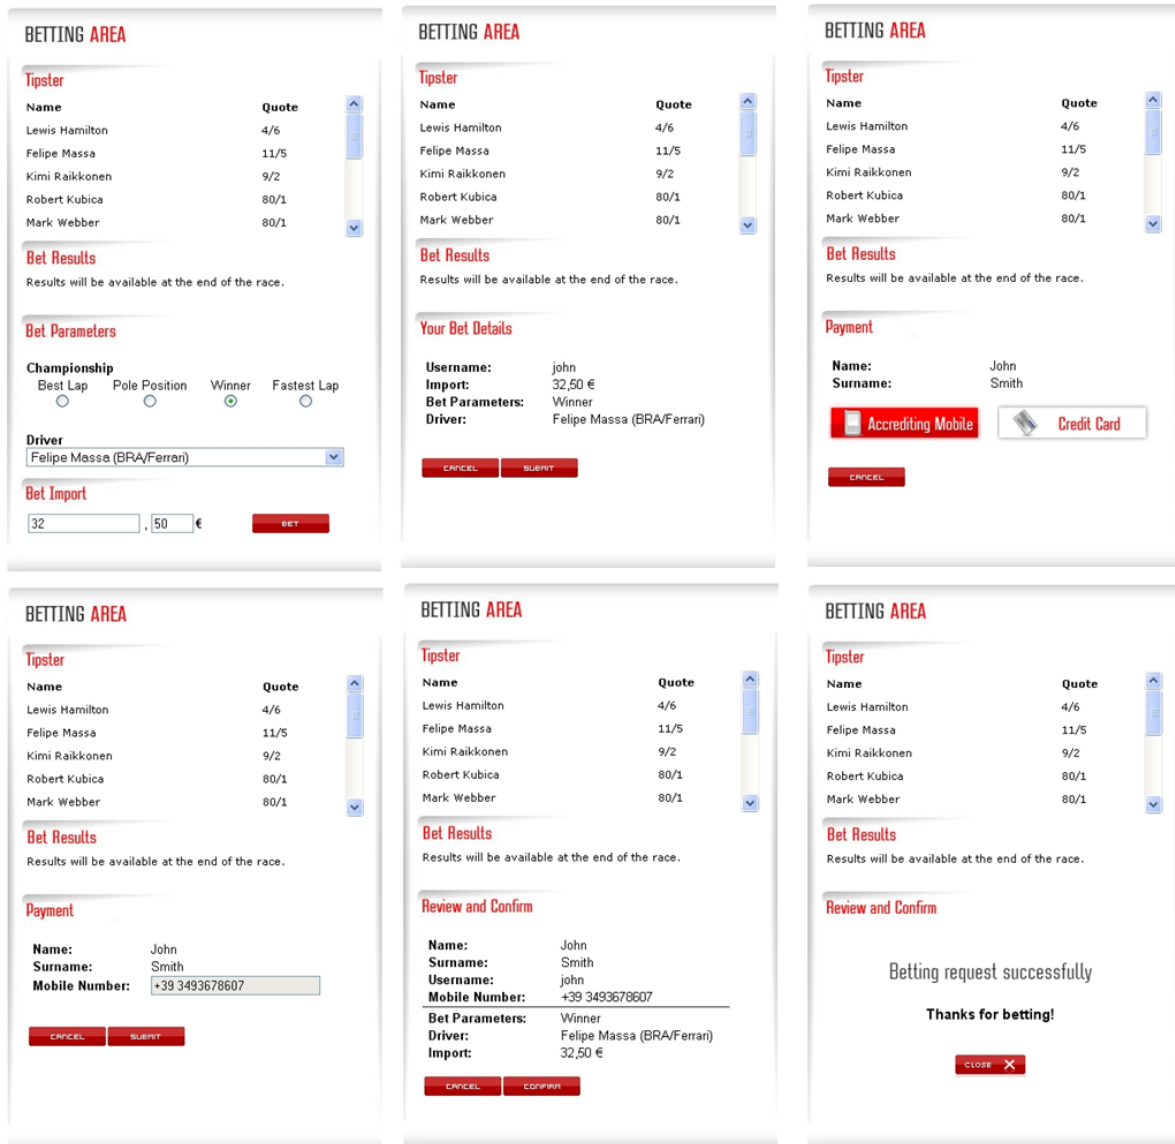 BETTING AREA
Tipster
Name Quote
Lewis Hamilton 4/6
Felipe Massa 11/5
Kimi Raikkonen 9/2
Robert Kubica 80/1
Mark Webber 80/1
Bet Results
Results will be available at the end of the race.
Bet Parameters
Championship
Best Lap Pole Position Winner Fastest Lap
Driver
Felipe Massa (BRA/Ferrari)
Bet Import
32 , 50 € BET
BETTING AREA
Tipster
Name Quote
Lewis Hamilton 4/6
Felipe Massa 11/5
Kimi Raikkonen 9/2
Robert Kubica 80/1
Mark Webber 80/1
Bet Results
Results will be available at the end of the race.
Your Bet Details
Username: john
Import: 32,50 €
Bet Parameters: Winner
Driver: Felipe Massa (BRA/Ferrari)
CANCEL SUBMIT
BETTING AREA
Tipster
Name Quote
Lewis Hamilton 4/6
Felipe Massa 11/5
Kimi Raikkonen 9/2
Robert Kubica 80/1
Mark Webber 80/1
Bet Results
Results will be available at the end of the race.
Payment
Name: John
Surname: Smith
Accrediting Mobile Credit Card
CANCEL
BETTING AREA
Tipster
Name Quote
Lewis Hamilton 4/6
Felipe Massa 11/5
Kimi Raikkonen 9/2
Robert Kubica 80/1
Mark Webber 80/1
Bet Results
Results will be available at the end of the race.
Payment
Name: John
Surname: Smith
Mobile Number: +39 3493678607
CANCEL SUBMIT
BETTING AREA
Tipster
Name Quote
Lewis Hamilton 4/6
Felipe Massa 11/5
Kimi Raikkonen 9/2
Robert Kubica 80/1
Mark Webber 80/1
Bet Results
Results will be available at the end of the race.
Review and Confirm
Name: John
Surname: Smith
Username: john
Mobile Number: +39 3493678607
Bet Parameters: Winner
Driver: Felipe Massa (BRA/Ferrari)
Import: 32,50 €
CANCEL CONFIRM
BETTING AREA
Tipster
Name Quote
Lewis Hamilton 4/6
Felipe Massa 11/5
Kimi Raikkonen 9/2
Robert Kubica 80/1
Mark Webber 80/1
Bet Results
Results will be available at the end of the race.
Review and Confirm
Betting request successfully
Thanks for betting!
CLOSE X